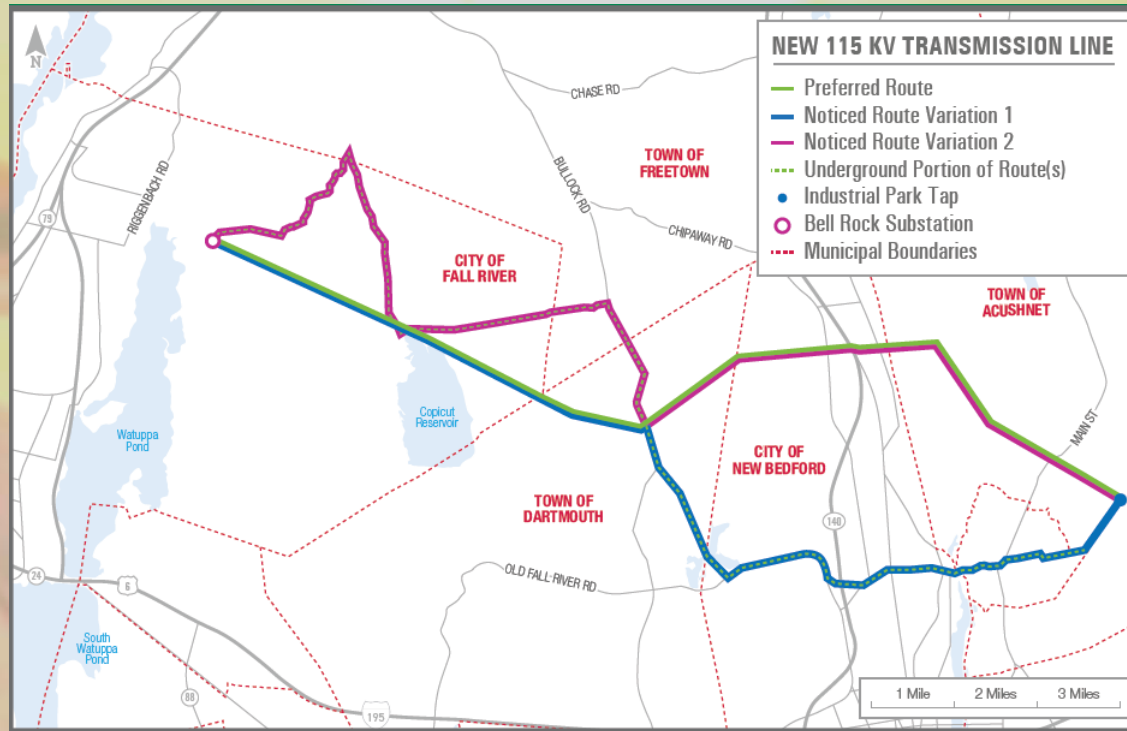 NEW 115 KV TRANSMISSION LINE
Preferred Route
Noticed Route Variation 1
Noticed Route Variation 2
Underground Portion of Route(s)
Industrial Park Tap
Bell Rock Substation
Municipal Boundaries
N
CHASE RD
RIGGENBACH RD
BULLOCK RD
TOWN OF
FREETOWN
79
CHIPAWAY RD
CITY OF
FALL RIVER
TOWN OF
ACUSHNET
Watuppa
Pond
Copicut
Reservoir
MAIN ST
CITY OF
NEW BEDFORD
TOWN OF
DARTMOUTH
140
OLD FALL RIVER RD
24
6
South
Watuppa
Pond
88
195
1 Mile
2 Miles
3 Miles